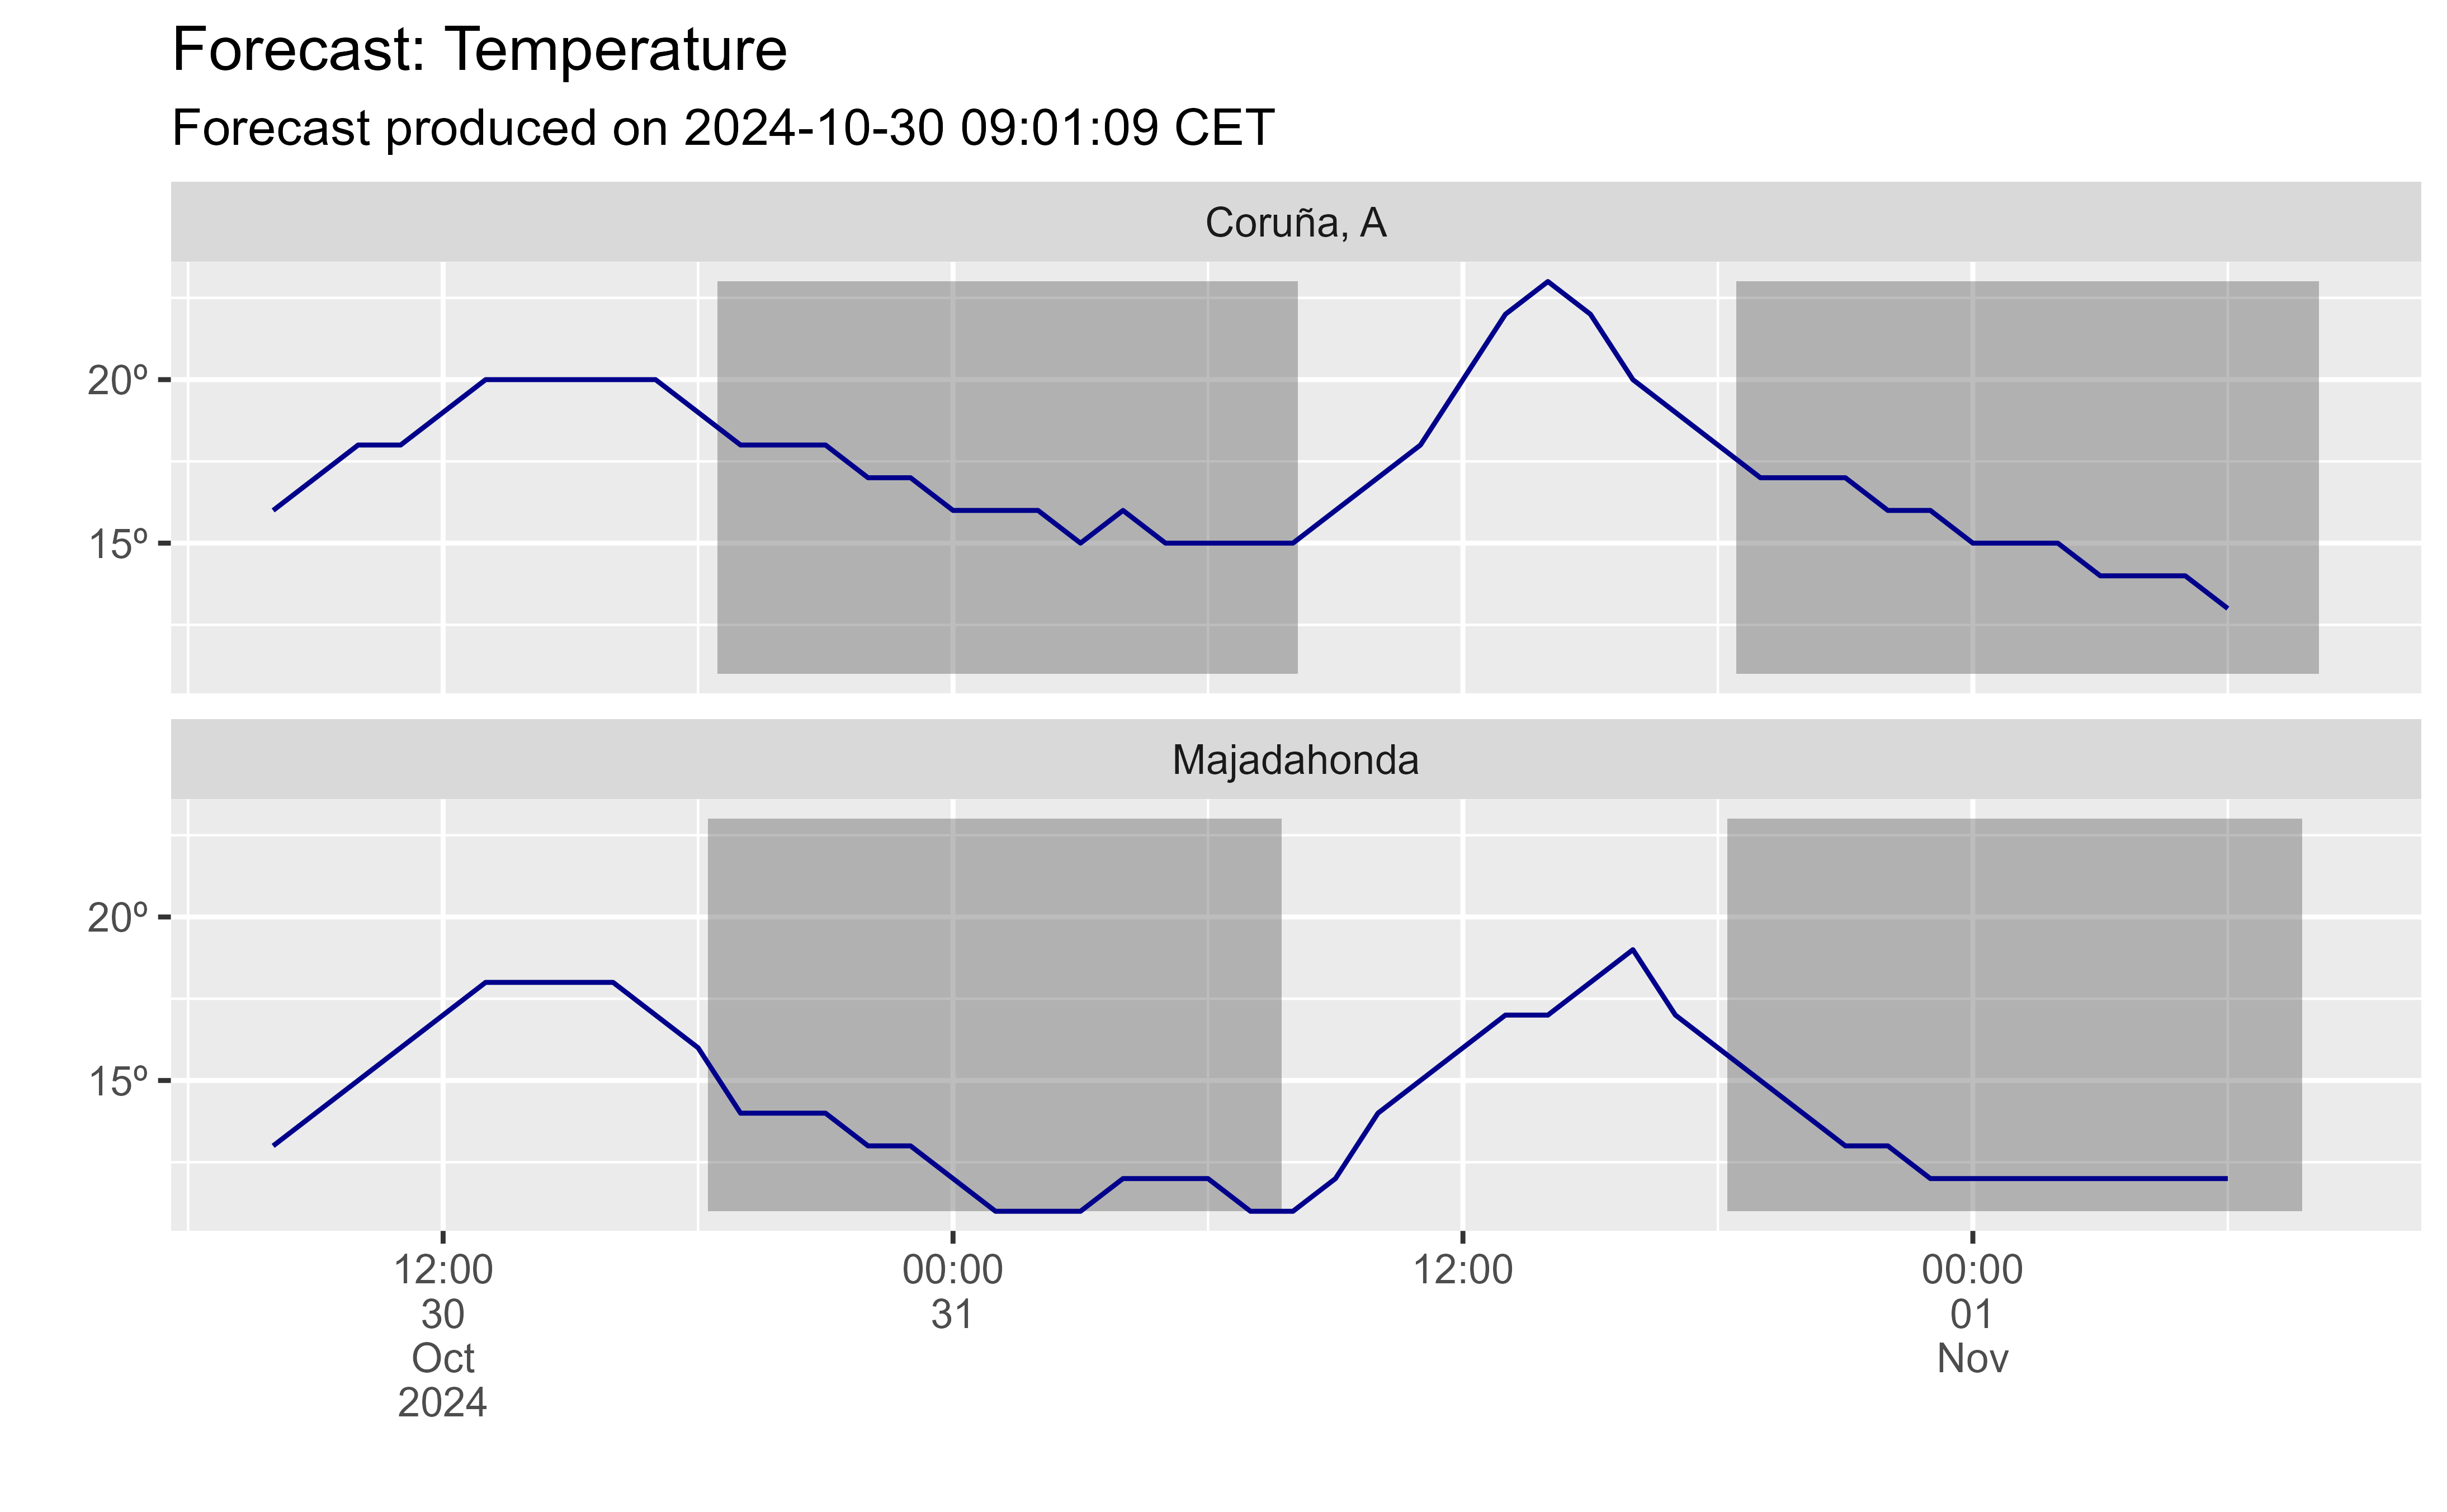 Forecast: Temperature
Forecast produced on 2024-10-30 09:01:09 CET
Coruña, A
20º
15º
Majadahonda
20º
15º
12:00 00:00 12:00 00:00
30 31 01
Oct Nov
2024